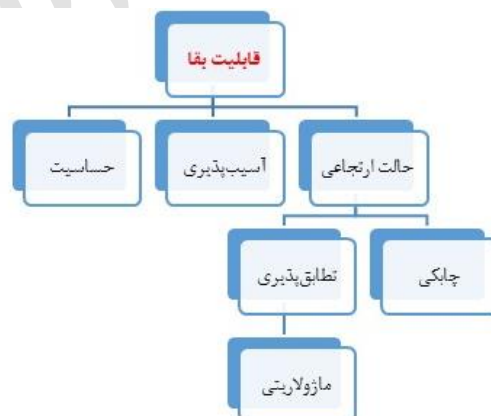 قابلیت بقا
حالت ارتجاعی
آسیب‌پذیری
حساسیت
چابکی
تطابق‌پذیری
ماژولاریتی